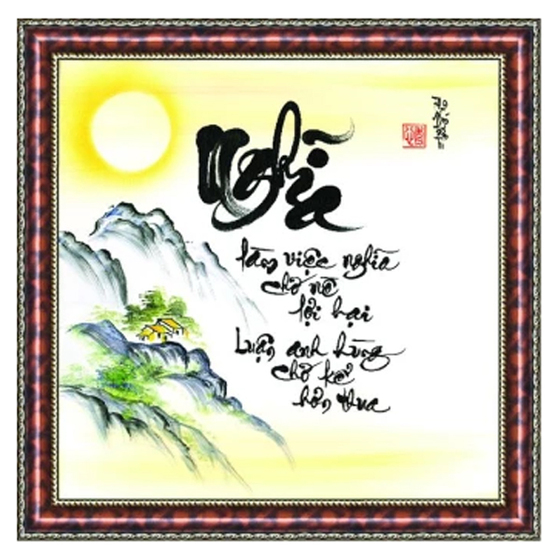 Nghĩa
Làm việc nghĩa
chớ nề
lợi hại
Luận anh hùng
chớ kể
hơn thua